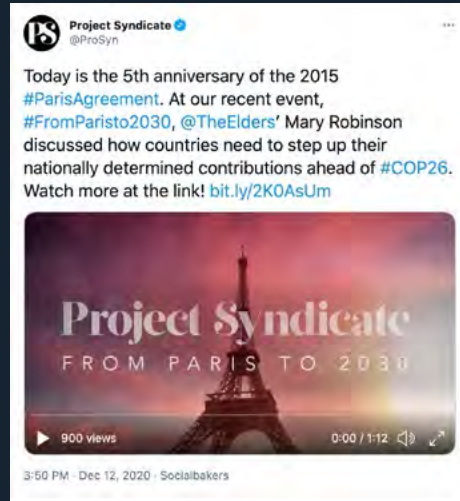 PS Project Syndicate
@ProSyn
Today is the 5th anniversary of the 2015
#ParisAgreement. At our recent event,
#FromParisto2030, @TheElders' Mary Robinson
discussed how countries need to step up their
nationally determined contributions ahead of #COP26.
Watch more at the link! bit.ly/2K0AsUm
Project Syndicate
FROM PARIS TO 2030
900 views 0:00 / 1:12
3:50 PM · Dec 12, 2020 · Socialbakers